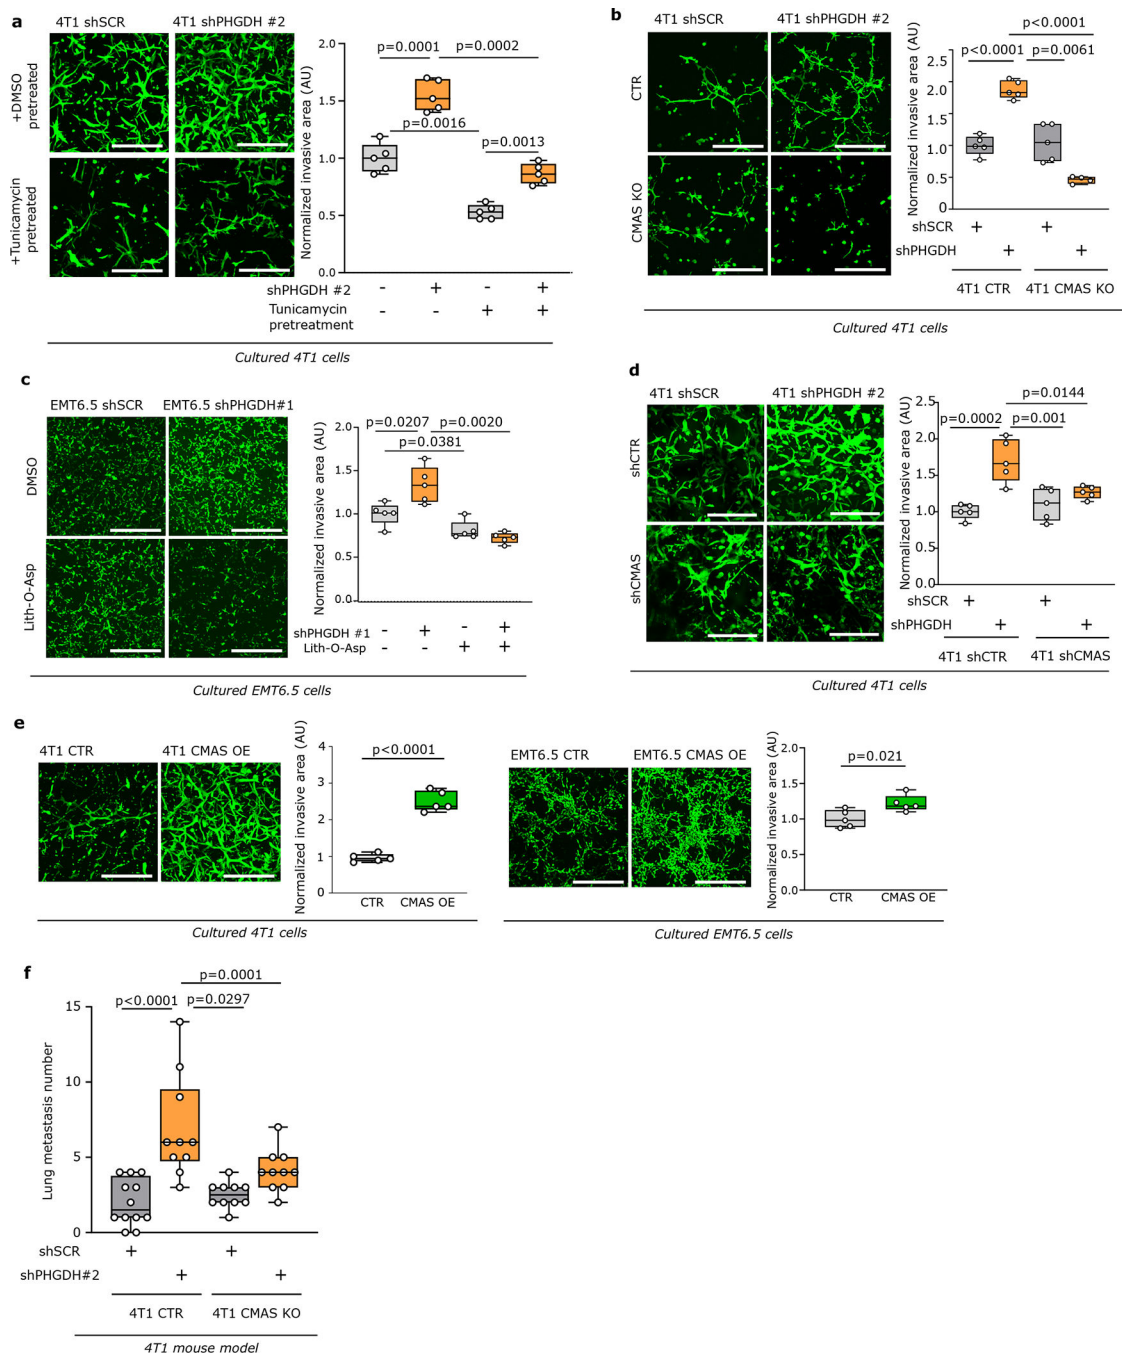 a
4T1 shSCR
4T1 shPHGDH #2
+DMSO
pretreated
+Tunicamycin
pretreated
Normalized invasive area (AU)
2.0
1.5
1.0
0.5
0.0
p=0.0001
p=0.0002
p=0.0016
p=0.0013
shPHGDH #2
-
+
-
+
Tunicamycin
pretreatment
-
-
+
+
Cultured 4T1 cells
b
4T1 shSCR
4T1 shPHGDH #2
CTR
CMAS KO
Normalized invasive area (AU)
p<0.0001
p<0.0001
p=0.0061
2.5
2.0
1.5
1.0
0.5
0.0
shSCR
+
+
shPHGDH
+
+
4T1 CTR
4T1 CMAS KO
Cultured 4T1 cells
c
EMT6.5 shSCR
EMT6.5 shPHGDH#1
DMSO
Lith-O-Asp
Normalized invasive area (AU)
2.0
1.5
1.0
0.5
0.0
p=0.0207
p=0.0020
p=0.0381
shPHGDH #1
-
+
-
+
Lith-O-Asp
-
-
+
+
Cultured EMT6.5 cells
d
4T1 shSCR
4T1 shPHGDH #2
shCTR
shCMAS
Normalized invasive area (AU)
p=0.0144
p=0.0002
p=0.001
2.5
2.0
1.5
1.0
0.5
0.0
shSCR
+
+
shPHGDH
+
+
4T1 shCTR
4T1 shCMAS
Cultured 4T1 cells
e
4T1 CTR
4T1 CMAS OE
Normalized invasive area (AU)
4
3
2
1
0
p<0.0001
CTR
CMAS OE
Cultured 4T1 cells
EMT6.5 CTR
EMT6.5 CMAS OE
Normalized invasive area (AU)
2.0
1.5
1.0
0.5
0.0
p=0.021
CTR
CMAS OE
Cultured EMT6.5 cells
f
p=0.0001
p<0.0001
p=0.0297
Lung metastasis number
15
10
5
0
shSCR
+
+
shPHGDH#2
+
+
4T1 CTR
4T1 CMAS KO
4T1 mouse model